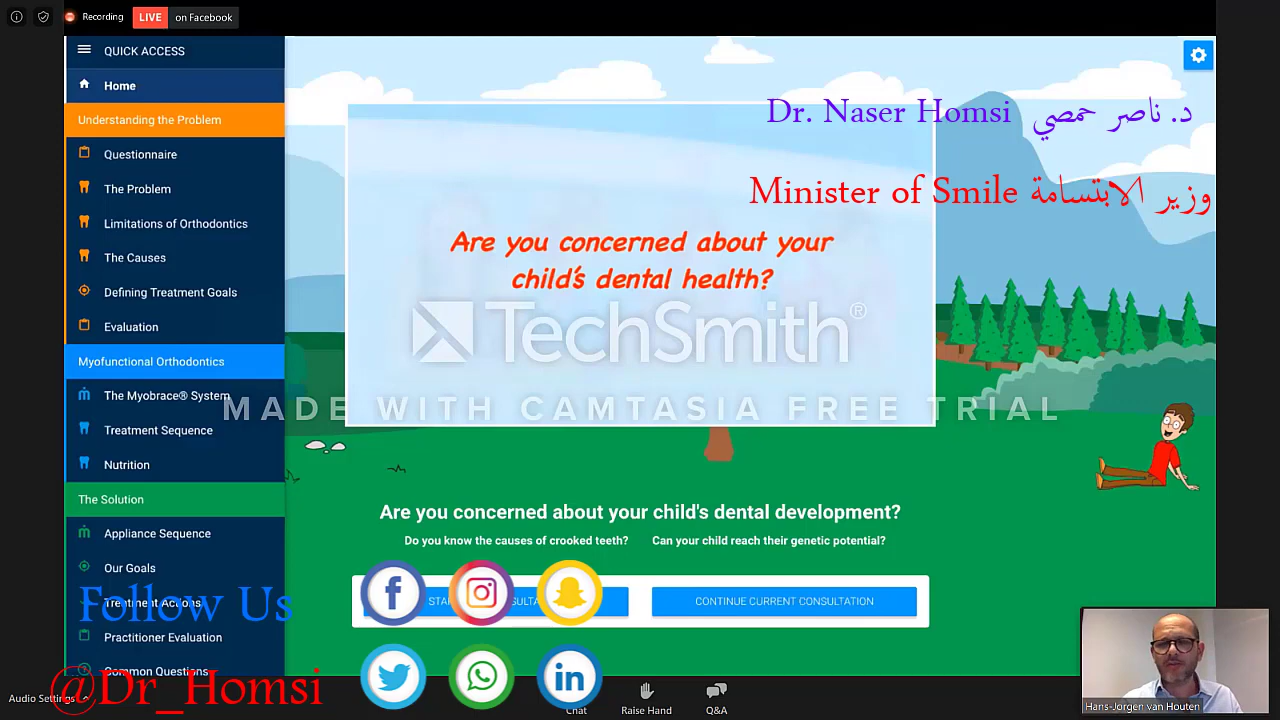 Recording
LIVE on Facebook
QUICK ACCESS
Home
Understanding the Problem
Questionnaire
The Problem
Limitations of Orthodontics
The Causes
Defining Treatment Goals
Evaluation
Myofunctional Orthodontics
The Myobrace® System
Treatment Sequence
Nutrition
The Solution
Appliance Sequence
Our Goals
Treatment Actions
Practitioner Evaluation
Common Questions
Dr. Naser Homsi د. ناصر حمصي
Minister of Smile وزير الابتسامة
Are you concerned about your
child's dental health?
TechSmith®
MADE WITH CAMTASIA FREE TRIAL
Are you concerned about your child's dental development?
Do you know the causes of crooked teeth? Can your child reach their genetic potential?
CONTINUE CURRENT CONSULTATION
Follow Us
@Dr_Homsi
in
Audio Settings
Chat
Raise Hand
Q&A
Hans-Jörgen van Houten